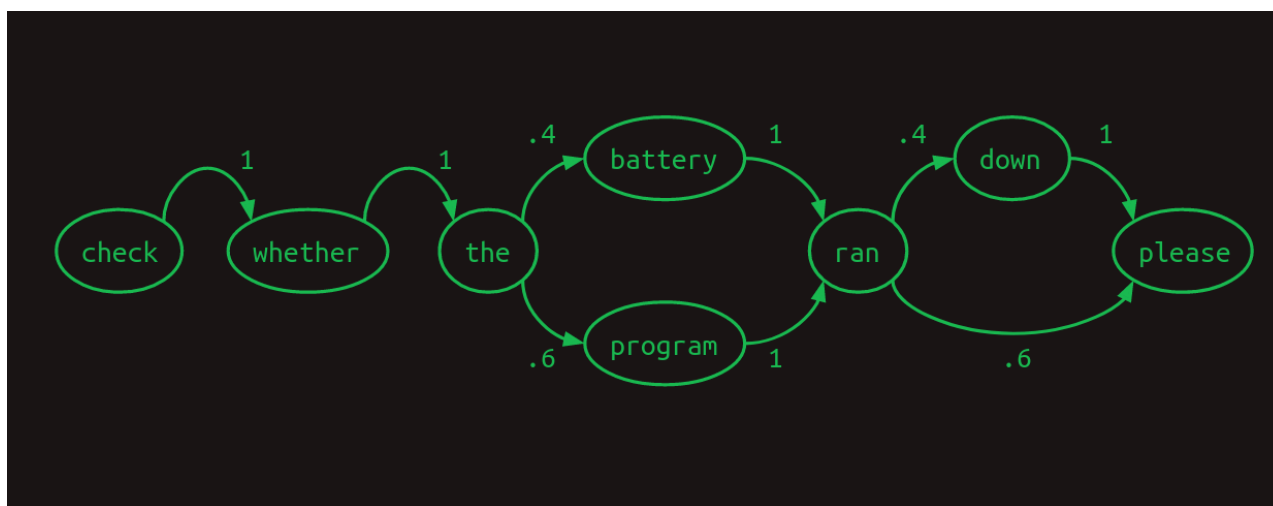 check
1
whether
1
the
.4
battery
1
.6
program
1
ran
.4
down
1
.6
please